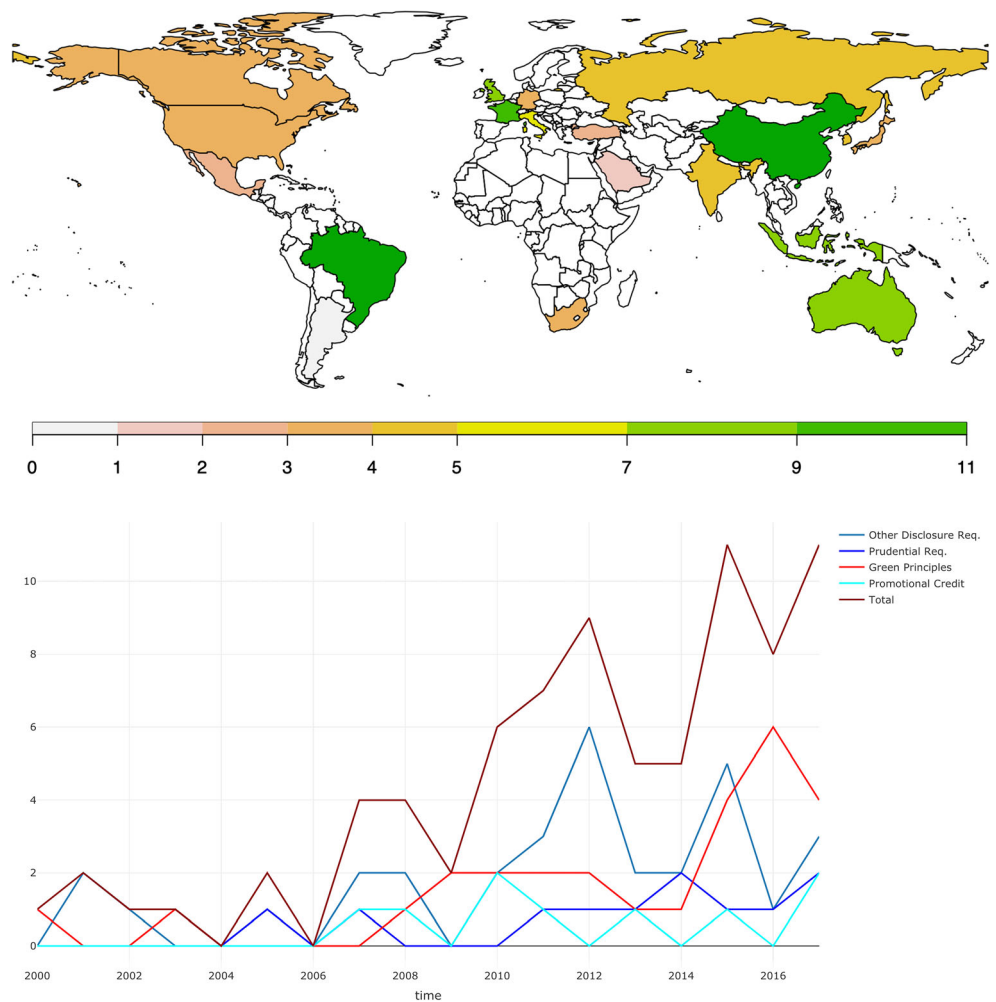 0 1 2 3 4 5 7 9 11
Other Disclosure Req.
Prudential Req.
Green Principles
Promotional Credit
Total
10
8
6
4
2
0
2000 2002 2004 2006 2008 2010 2012 2014 2016
time